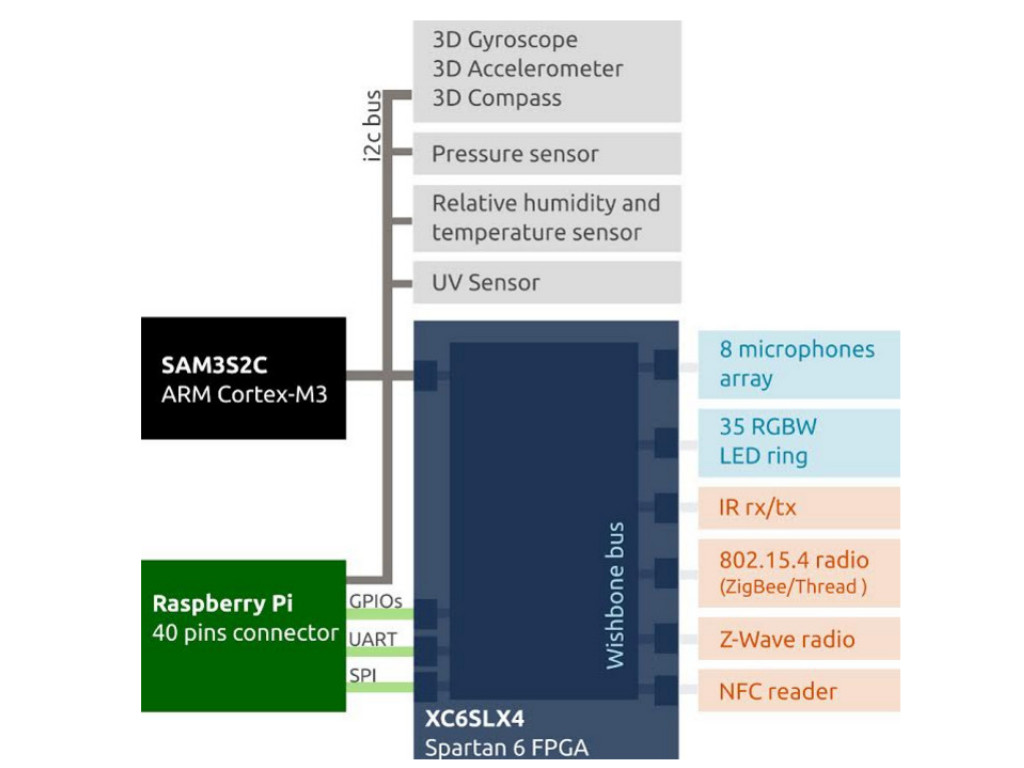 3D Gyroscope
3D Accelerometer
3D Compass
i2c bus
Pressure sensor
Relative humidity and
temperature sensor
UV Sensor
SAM3S2C
ARM Cortex-M3
8 microphones
array
35 RGBW
LED ring
IR rx/tx
802.15.4 radio
(ZigBee/Thread )
Z-Wave radio
NFC reader
Wishbone bus
Raspberry Pi
40 pins connector
GPIOs
UART
SPI
XC6SLX4
Spartan 6 FPGA